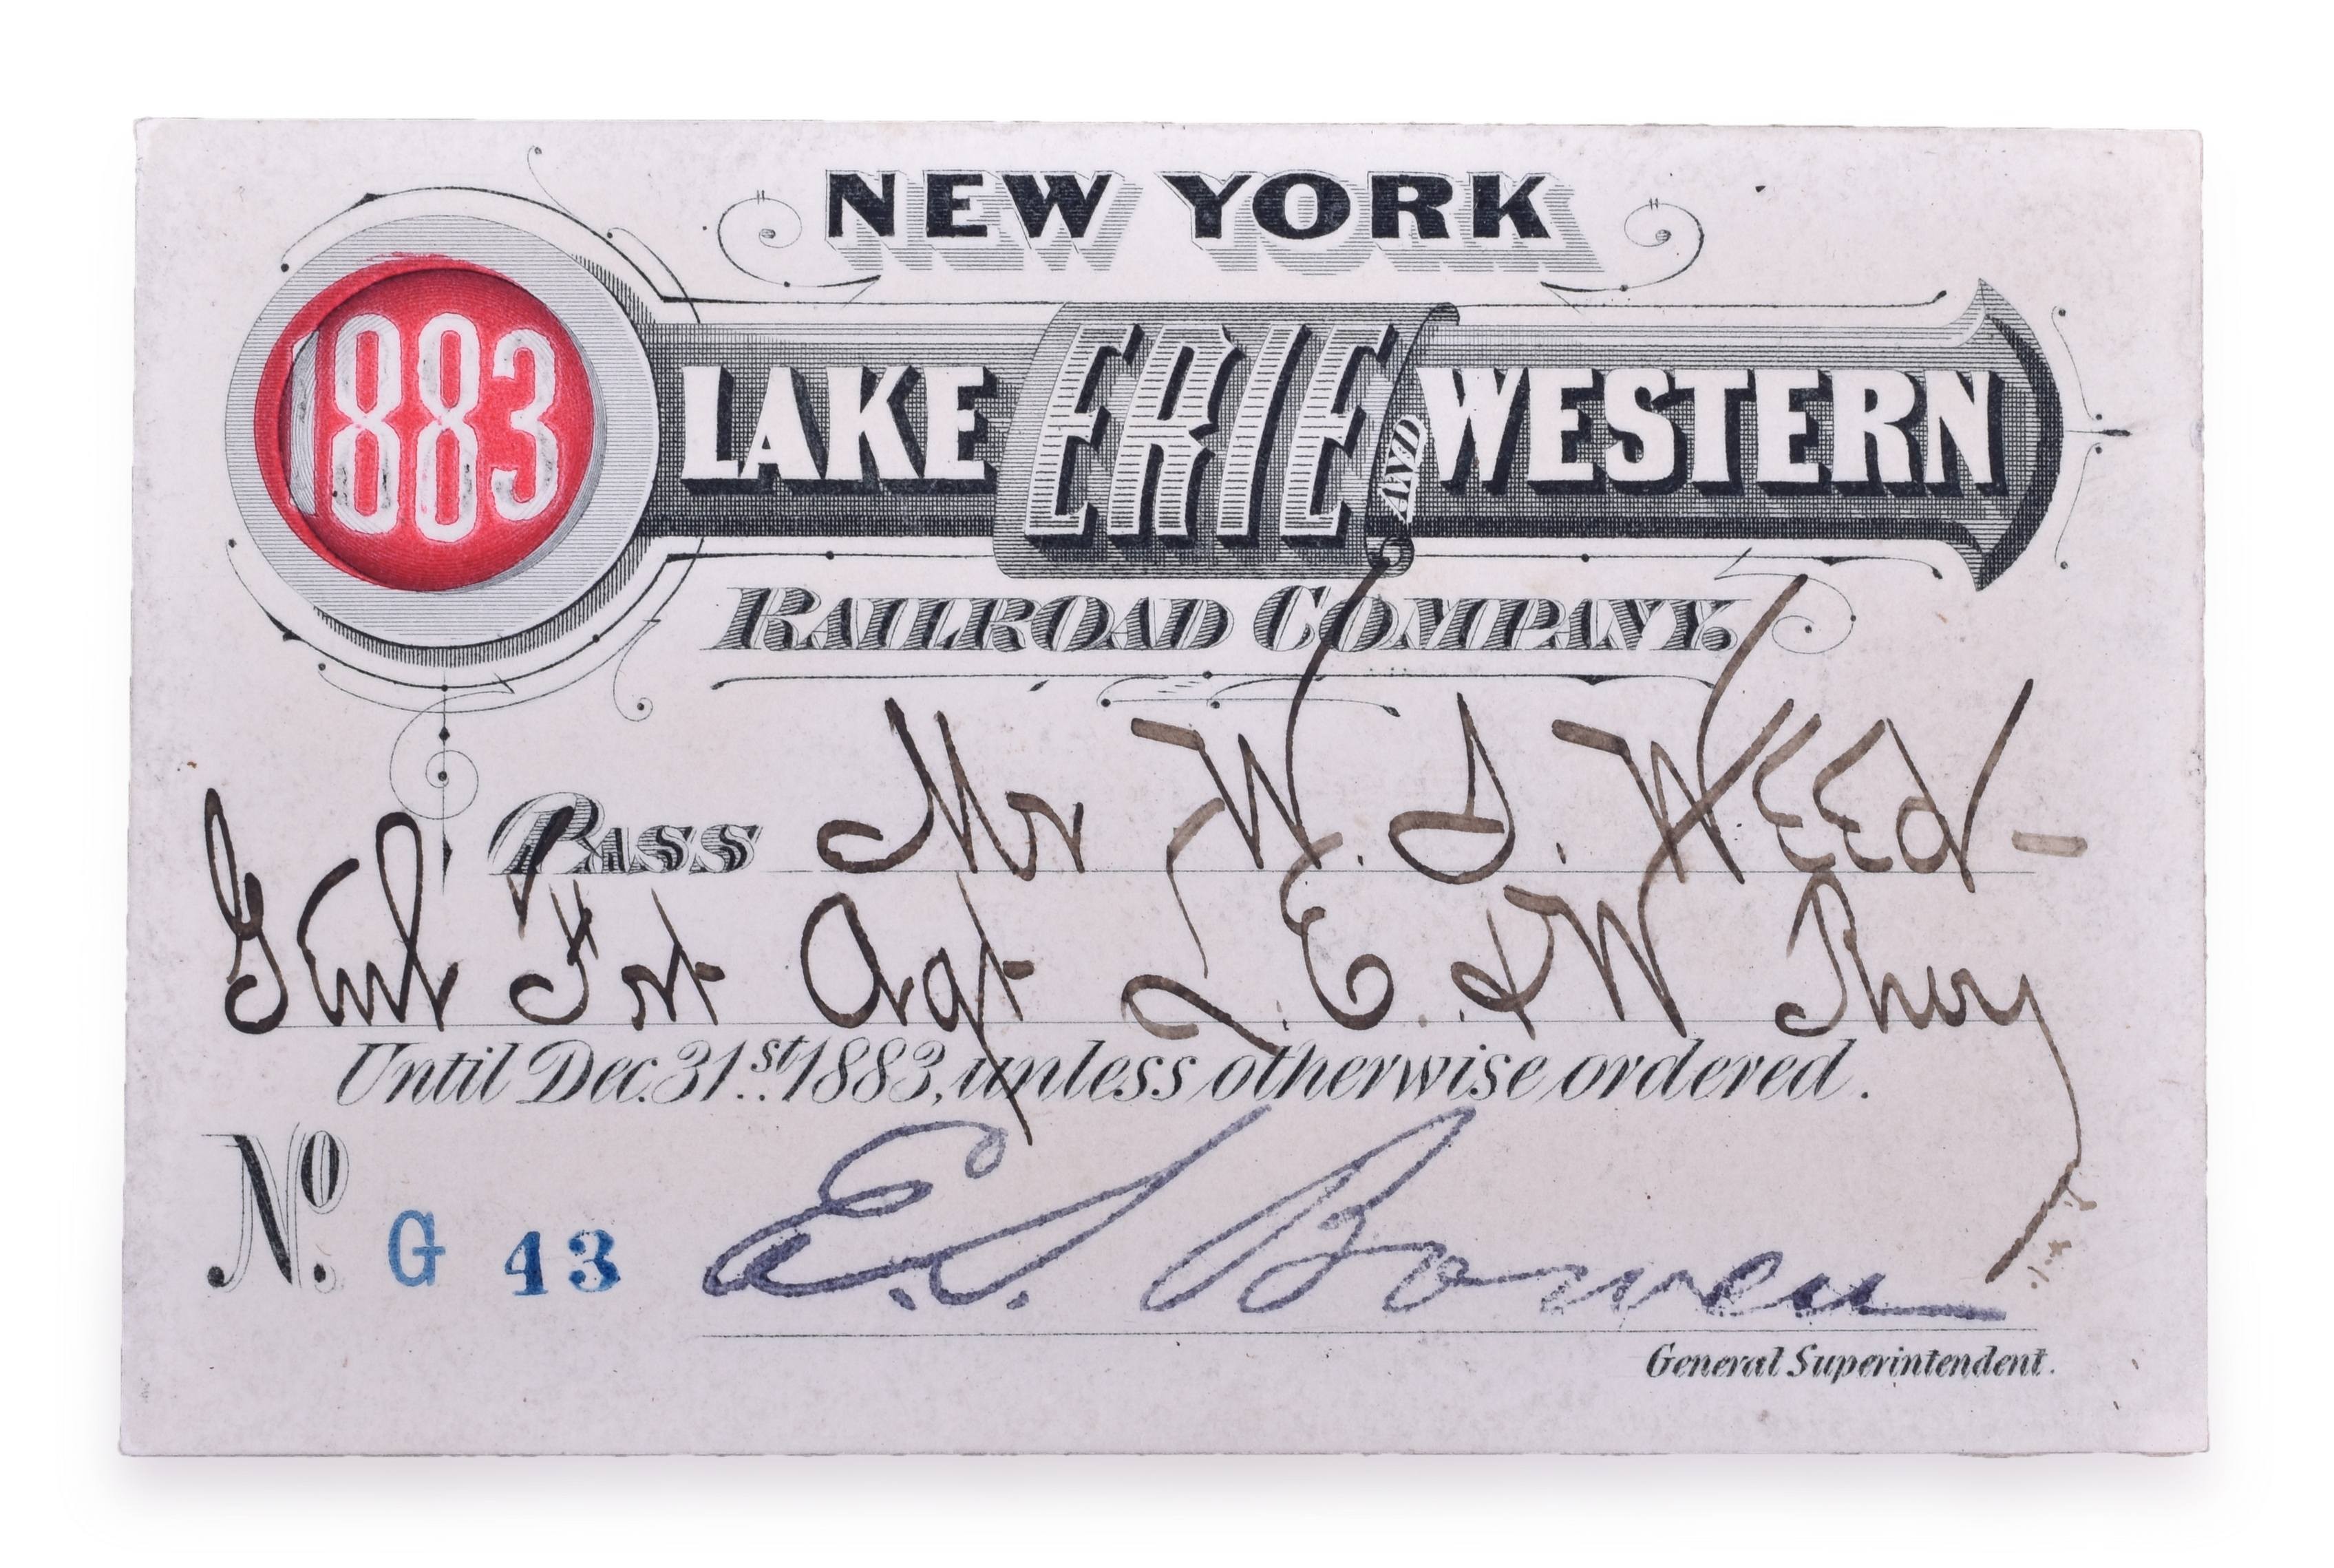 NEW YORK
1883
LAKE ERIE AND WESTERN
RAILROAD COMPANY.
PASS Mr W. S. WEEd-
Genl Frt Agt L.E. &W Rwy
Until Dec. 31st 1883, unless otherwise ordered.
No. G 43 E. S. Bowen
General Superintendent.